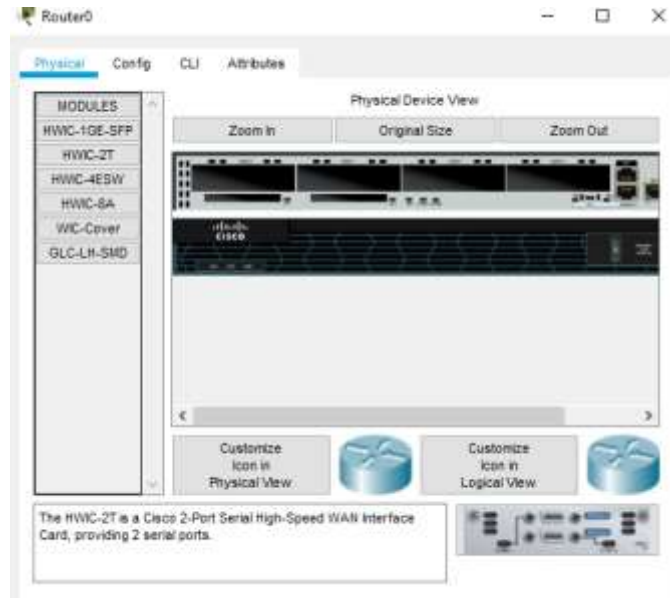 Router0
Physical Config CLI Attributes
MODULES
HWIC-1GE-SFP
HWIC-2T
HWIC-4ESW
HWIC-8A
WIC-Cover
GLC-LH-SMD
Physical Device View
Zoom In Original Size Zoom Out
CISCO
Customize
Icon in
Physical View
Customize
Icon in
Logical View
The HWIC-2T is a Cisco 2-Port Serial High-Speed WAN Interface
Card, providing 2 serial ports.